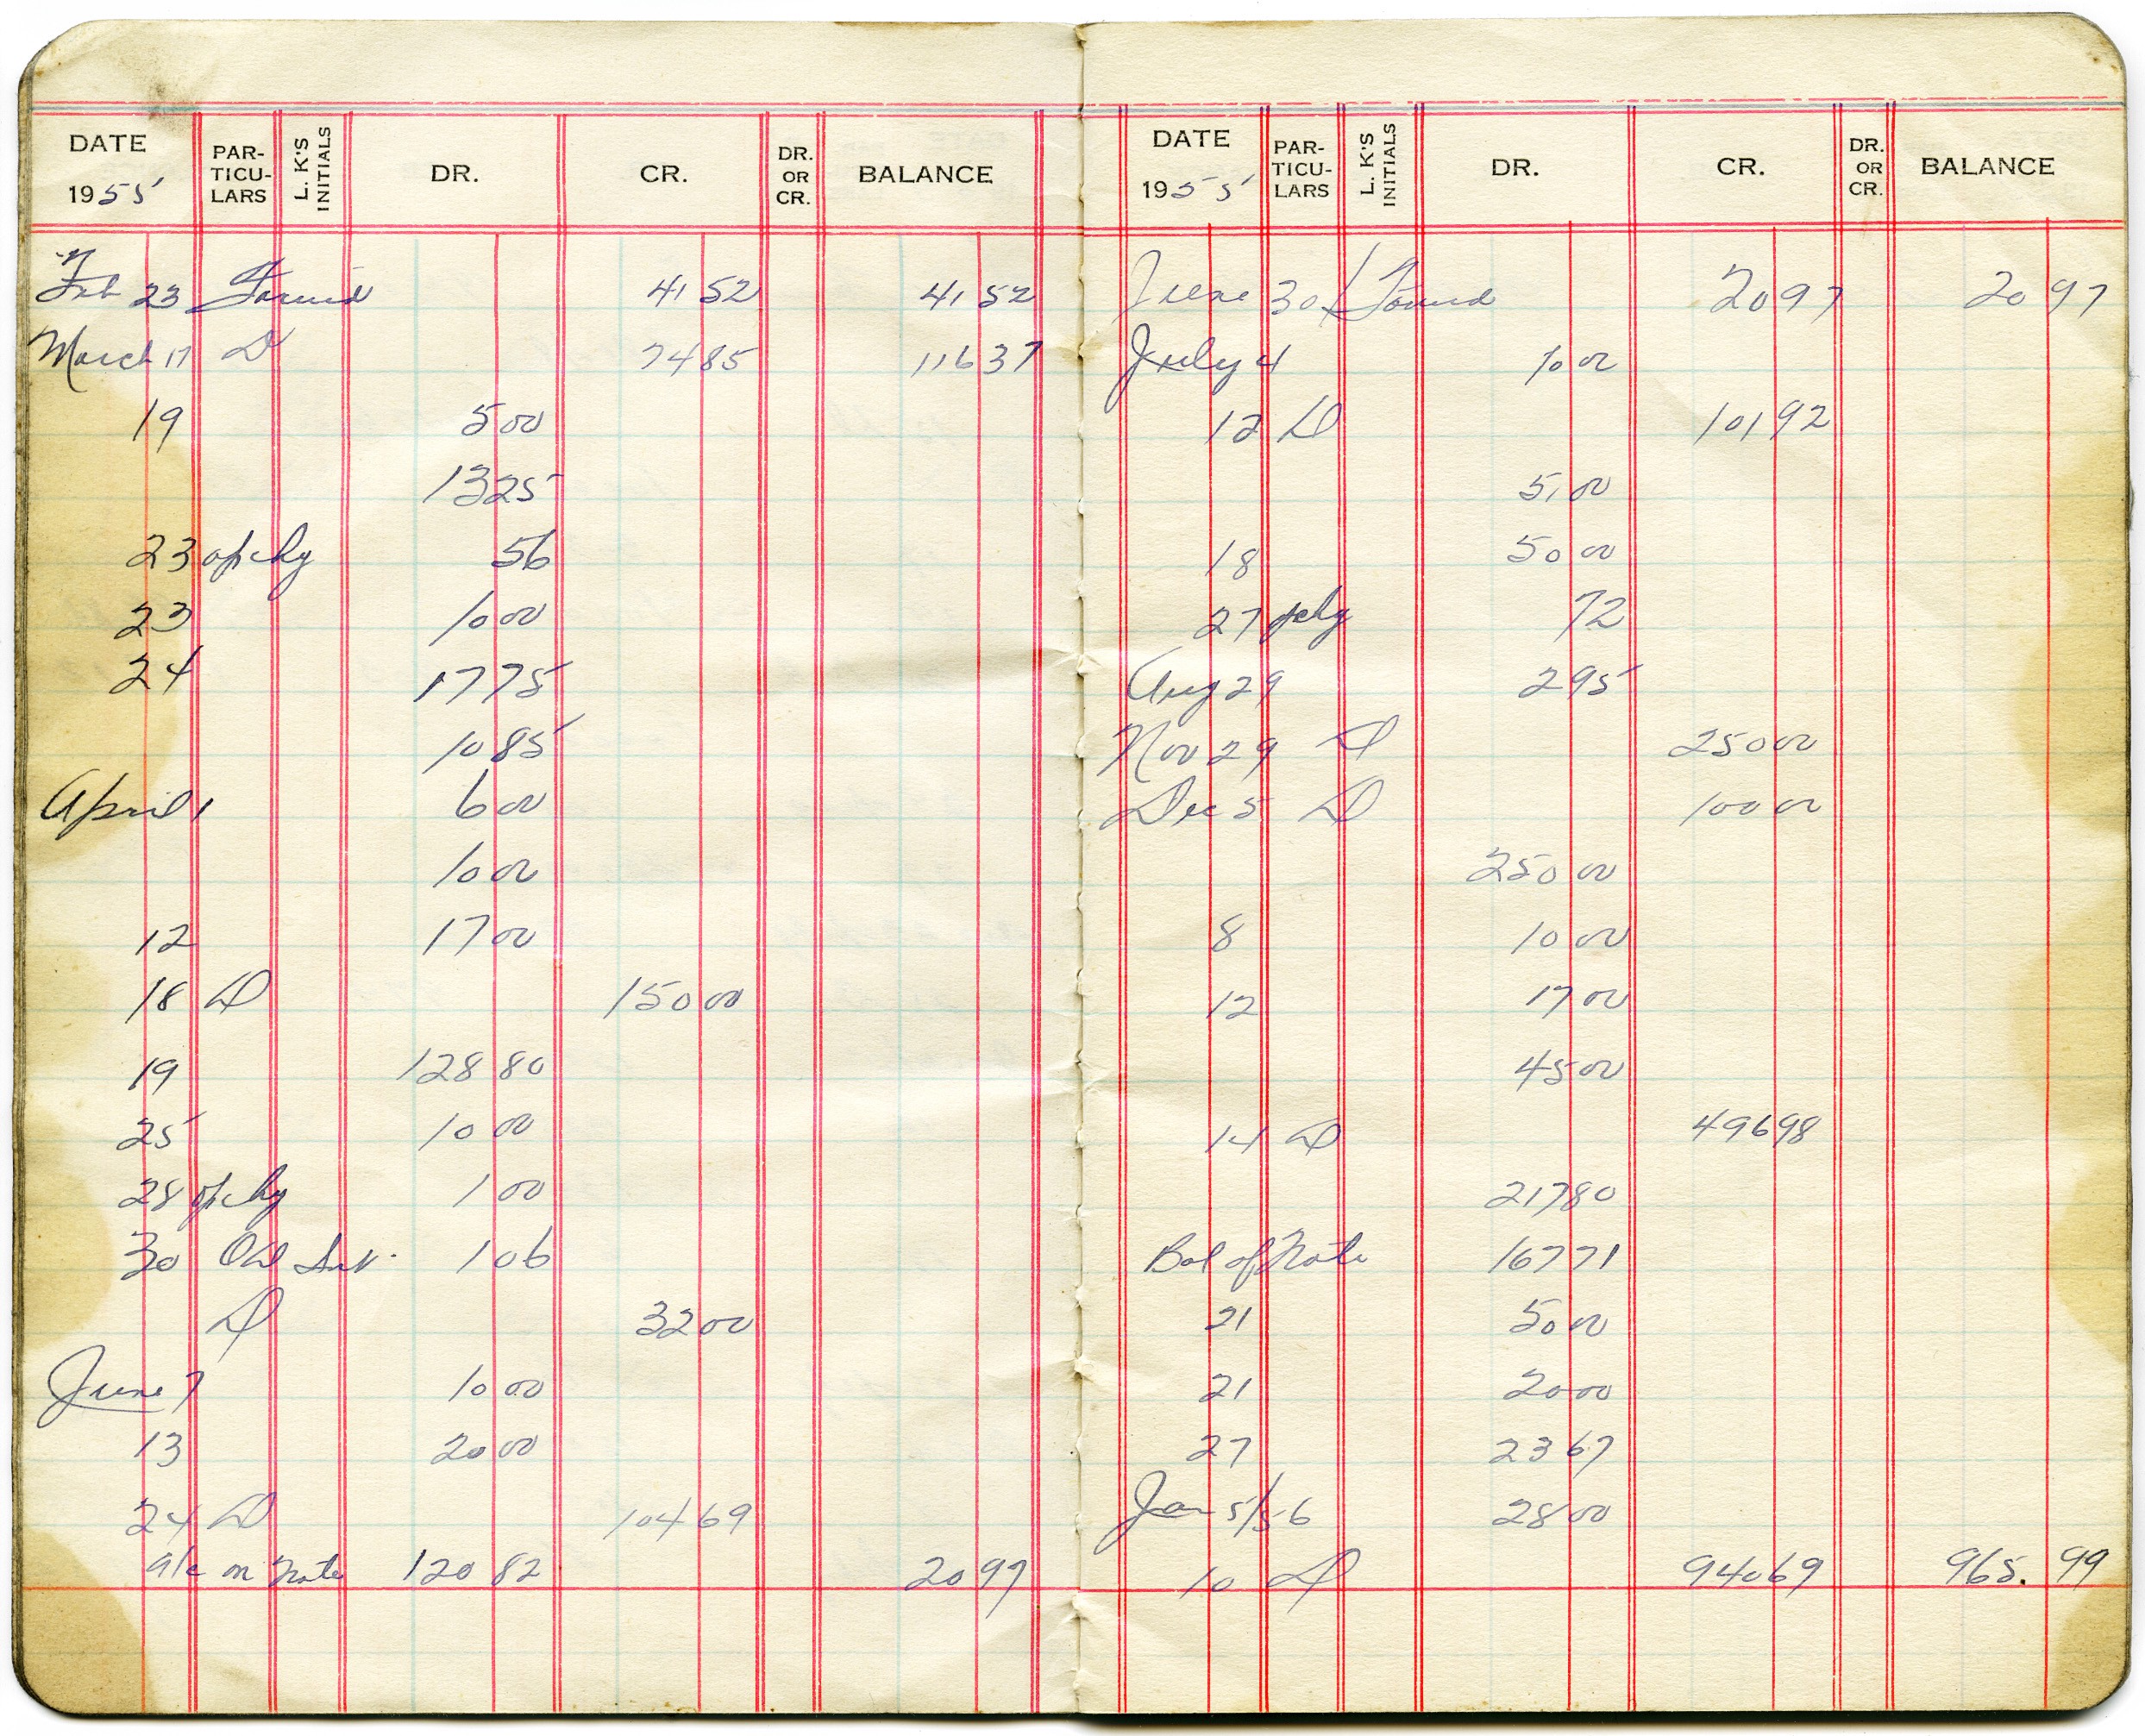 DATE 1955 PAR-TICU-LARS L. K'S INITIALS DR. CR. DR. OR CR. BALANCE
Feb 23 Forwd 41 52 41 52
March 17 D 74 85 116 37
19 5 00
13 25
23 opchg 56
23 10 00
24 17 75
10 85
April 1 6 00
10 00
12 17 00
18 D 150 00
19 128 80
25 10 00
28 opchg 1 00
30 OD Int. 1 06
D 32 00
June 7 10 00
13 20 00
24 D 104 69
a/c on Note 120 82 20 97
DATE 1955 PAR-TICU-LARS L. K'S INITIALS DR. CR. DR. OR CR. BALANCE
June 30 Forwd 20 97 20 97
July 4 10 00
12 D 101 92
5 00
18 50 00
27 pchg 72
Aug 29 2 95
Nov 29 D 250 00
Dec 5 D 100 00
250 00
8 10 00
12 17 00
45 00
14 D 496 98
217 80
Bal of Note 167 71
21 50 00
21 20 00
27 23 67
Jan 5/56 28 00
10 D 940 69 965. 99